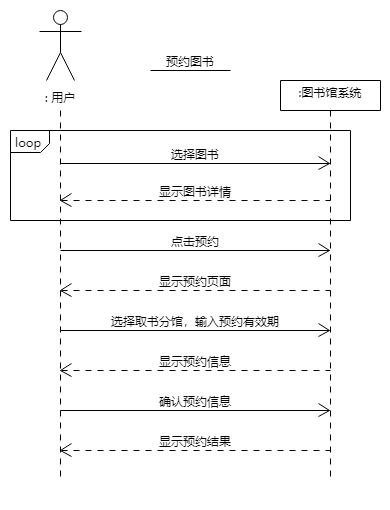 预约图书
: 用户
:图书馆系统
loop
选择图书
显示图书详情
点击预约
显示预约页面
选择取书分馆，输入预约有效期
显示预约信息
确认预约信息
显示预约结果